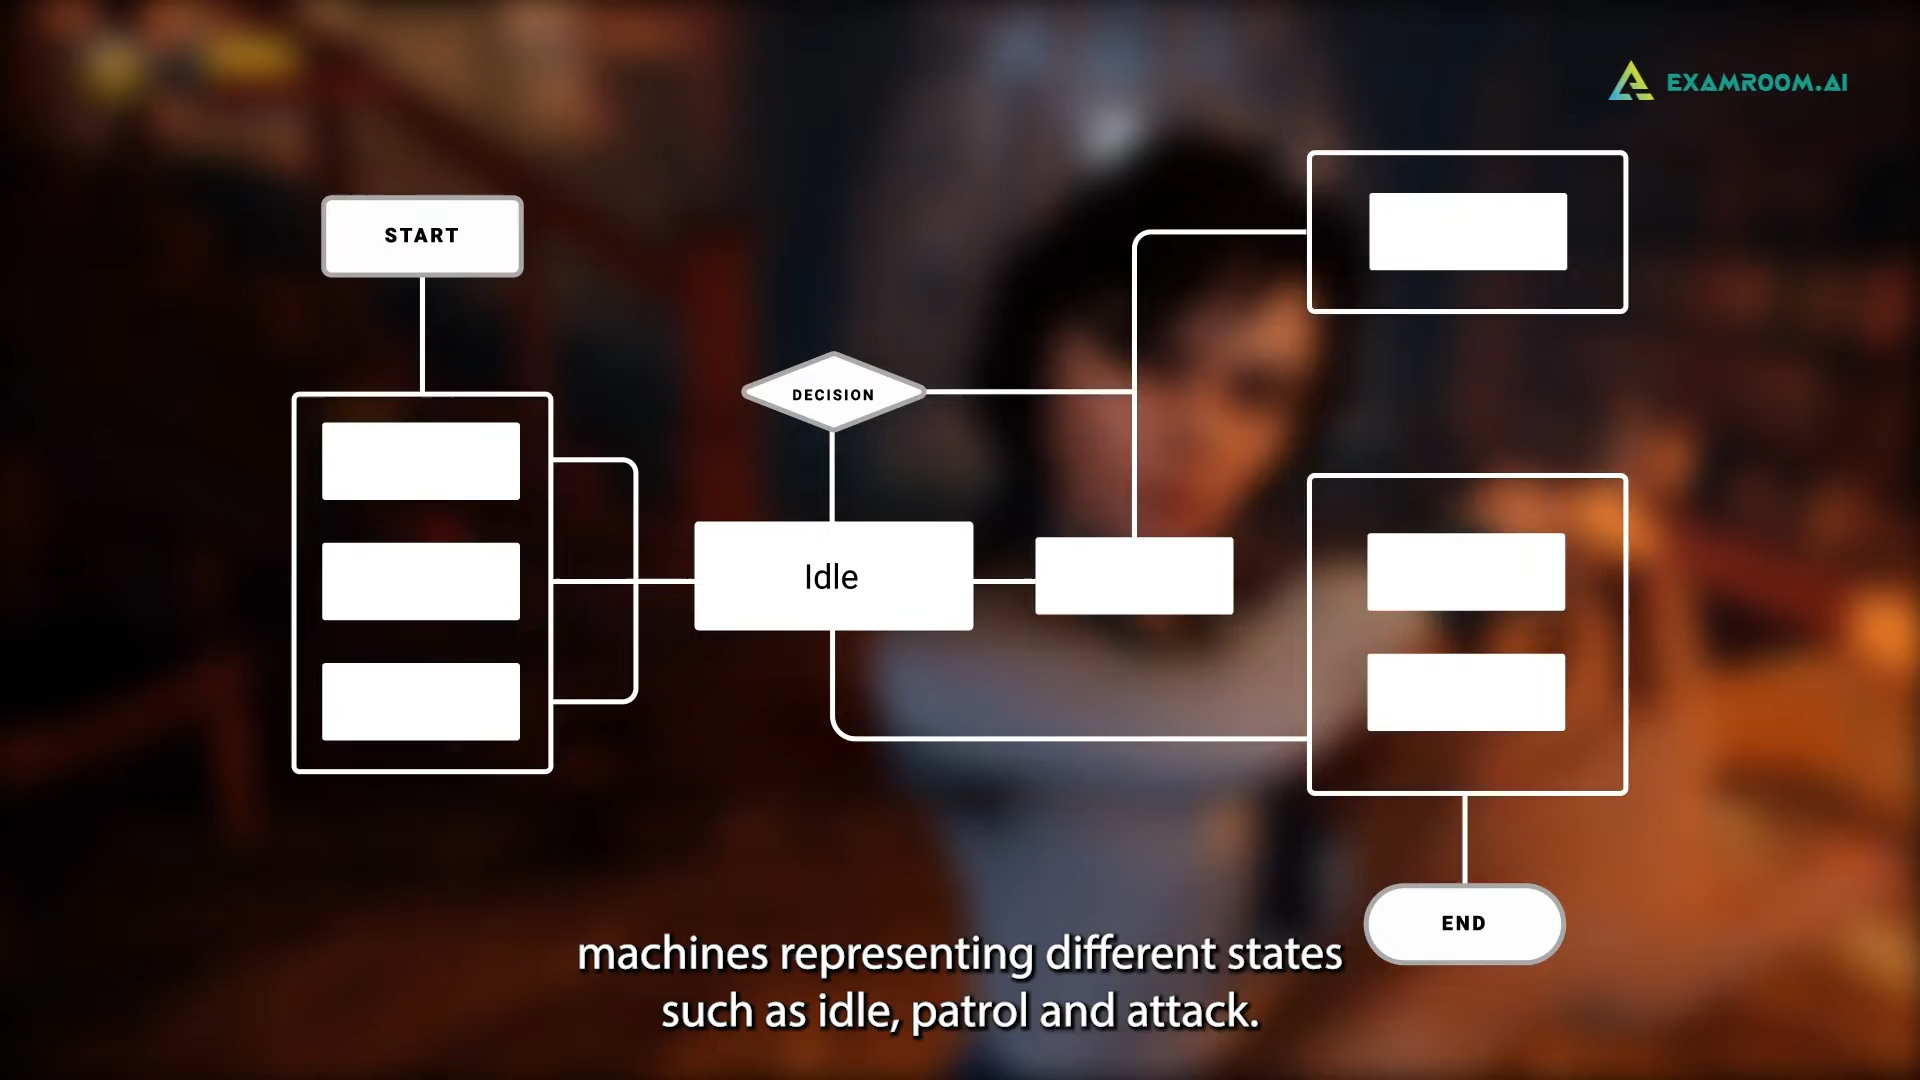 EXAMROOM.AI
START
DECISION
Idle
END
machines representing different states
such as idle, patrol and attack.